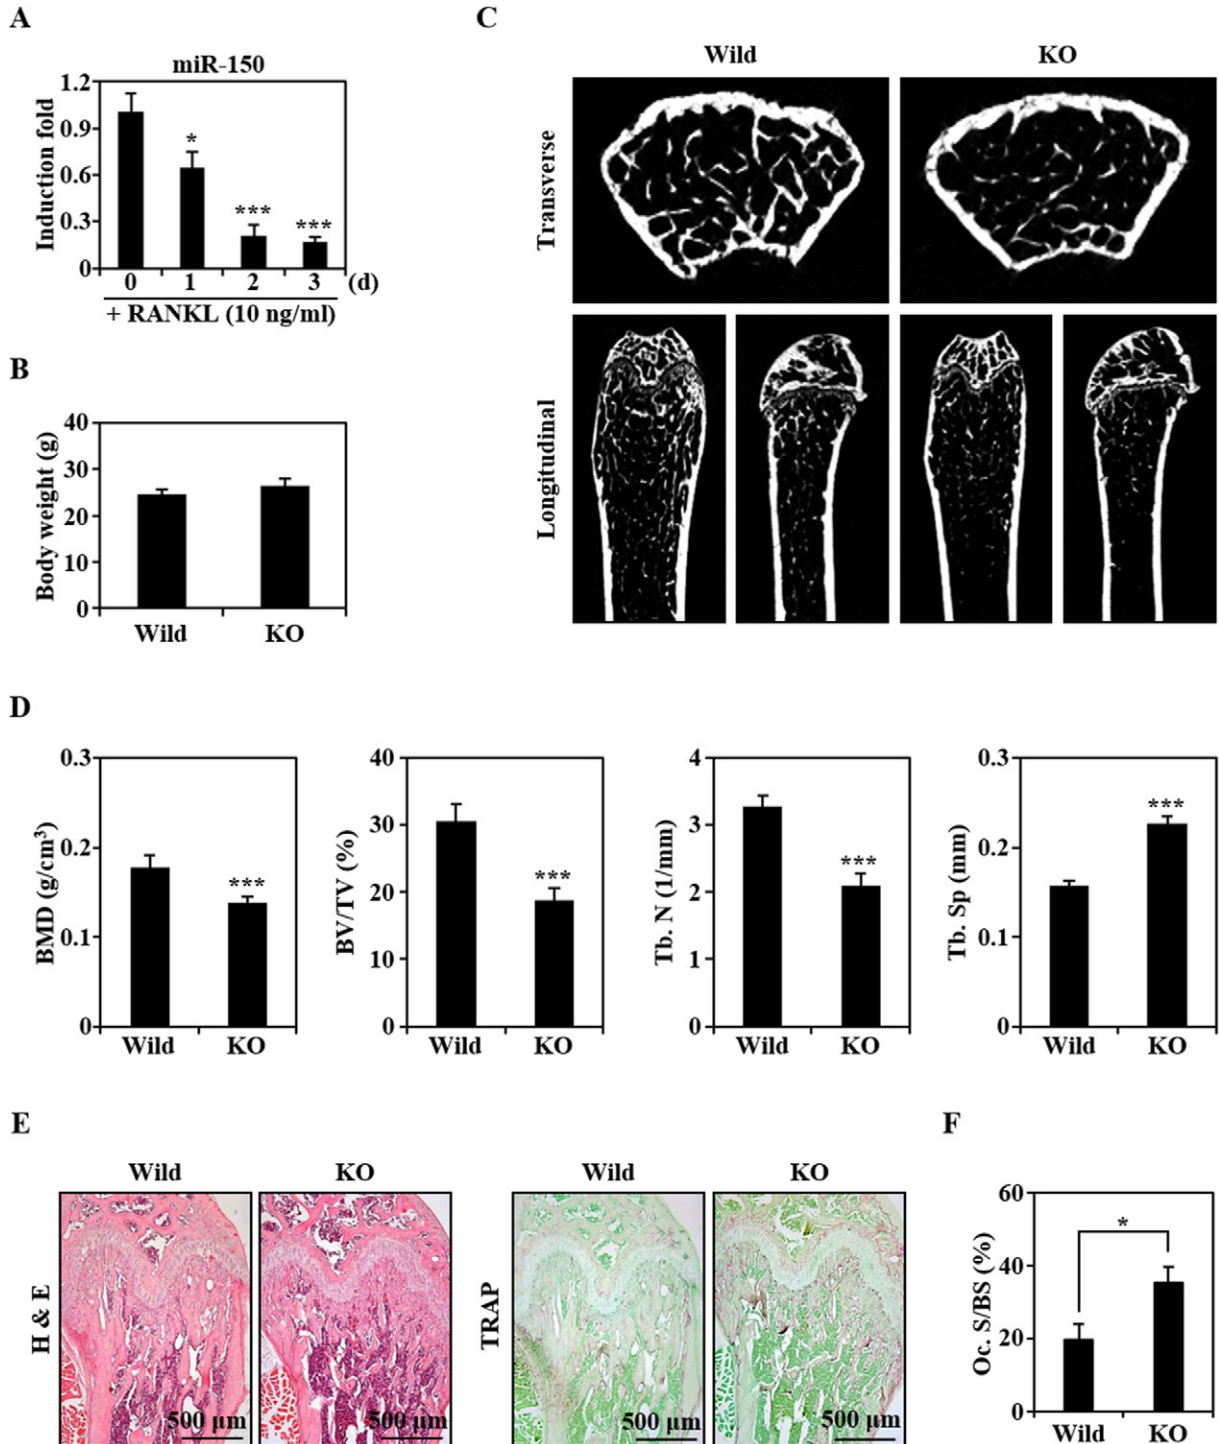 A
miR-150
Induction fold
1.2
0.9
0.6
0.3
0
*
***
***
0 1 2 3 (d)
+ RANKL (10 ng/ml)
B
Body weight (g)
40
30
20
10
0
Wild KO
C
Wild KO
Transverse
Longitudinal
D
BMD (g/cm³)
0.3
0.2
0.1
0
***
Wild KO
BV/TV (%)
40
30
20
10
0
***
Wild KO
Tb. N (1/mm)
4
3
2
1
0
***
Wild KO
Tb. Sp (mm)
0.3
0.2
0.1
0
***
Wild KO
E
Wild KO
H & E
500 µm 500 µm
Wild KO
TRAP
500 µm 500 µm
F
Oc. S/BS (%)
60
40
20
0
*
Wild KO